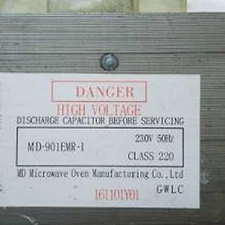 DANGER
HIGH VOLTAGE
DISCHARGE CAPACITOR BEFORE SERVICING
MD-901EMR-1
230V 50Hz
CLASS 220
MD Microwave Oven Manufacturing Co.,Ltd
161101Y01
GWLC